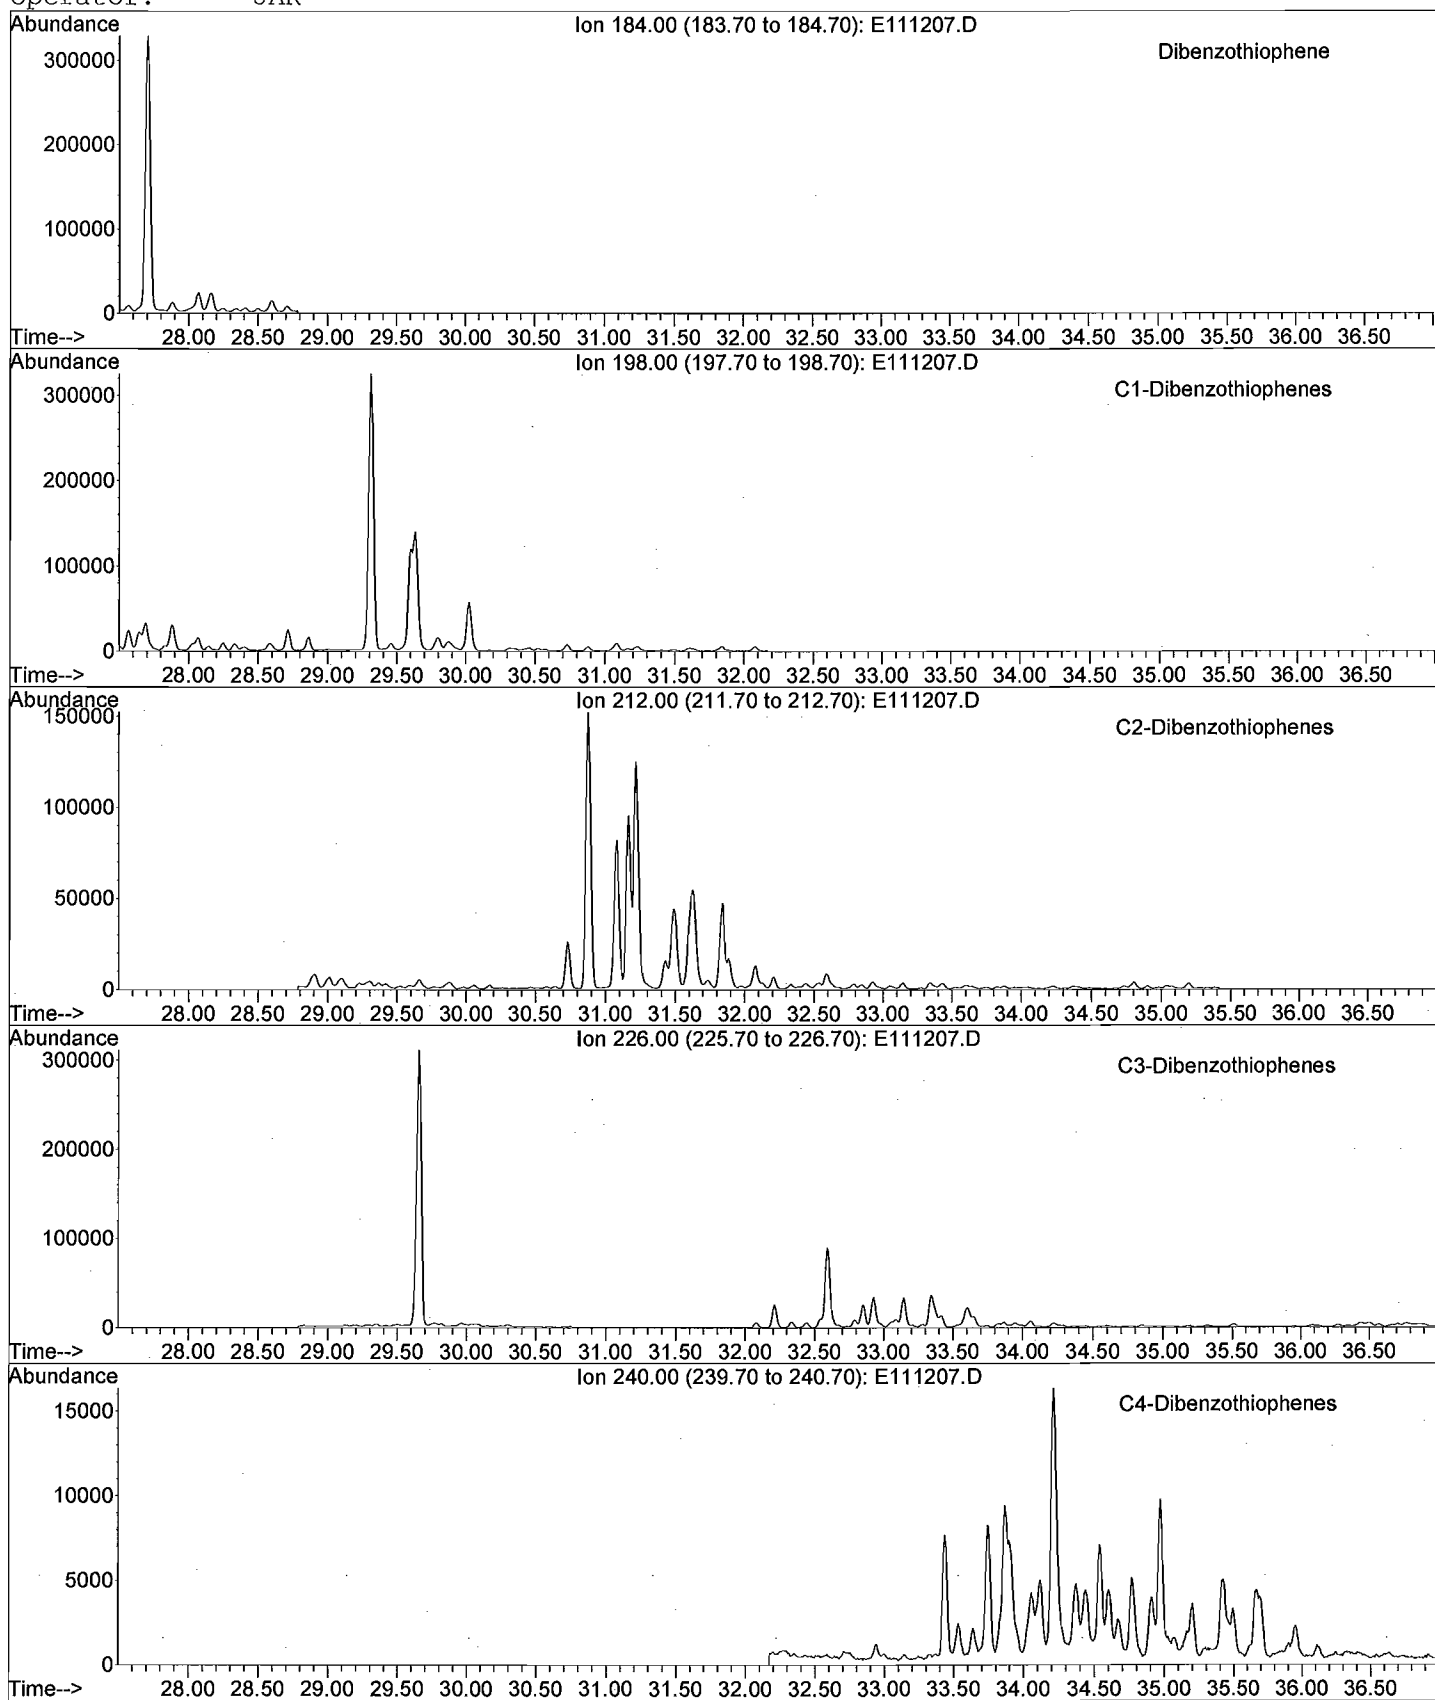 Operator: JAR
Abundance Ion 184.00 (183.70 to 184.70): E111207.D
Dibenzothiophene
300000
200000
100000
0
Time--> 28.00 28.50 29.00 29.50 30.00 30.50 31.00 31.50 32.00 32.50 33.00 33.50 34.00 34.50 35.00 35.50 36.00 36.50
Abundance Ion 198.00 (197.70 to 198.70): E111207.D
C1-Dibenzothiophenes
300000
200000
100000
0
Time--> 28.00 28.50 29.00 29.50 30.00 30.50 31.00 31.50 32.00 32.50 33.00 33.50 34.00 34.50 35.00 35.50 36.00 36.50
Abundance Ion 212.00 (211.70 to 212.70): E111207.D
150000
C2-Dibenzothiophenes
100000
50000
0
Time--> 28.00 28.50 29.00 29.50 30.00 30.50 31.00 31.50 32.00 32.50 33.00 33.50 34.00 34.50 35.00 35.50 36.00 36.50
Abundance Ion 226.00 (225.70 to 226.70): E111207.D
300000
C3-Dibenzothiophenes
200000
100000
0
Time--> 28.00 28.50 29.00 29.50 30.00 30.50 31.00 31.50 32.00 32.50 33.00 33.50 34.00 34.50 35.00 35.50 36.00 36.50
Abundance Ion 240.00 (239.70 to 240.70): E111207.D
C4-Dibenzothiophenes
15000
10000
5000
0
Time--> 28.00 28.50 29.00 29.50 30.00 30.50 31.00 31.50 32.00 32.50 33.00 33.50 34.00 34.50 35.00 35.50 36.00 36.50